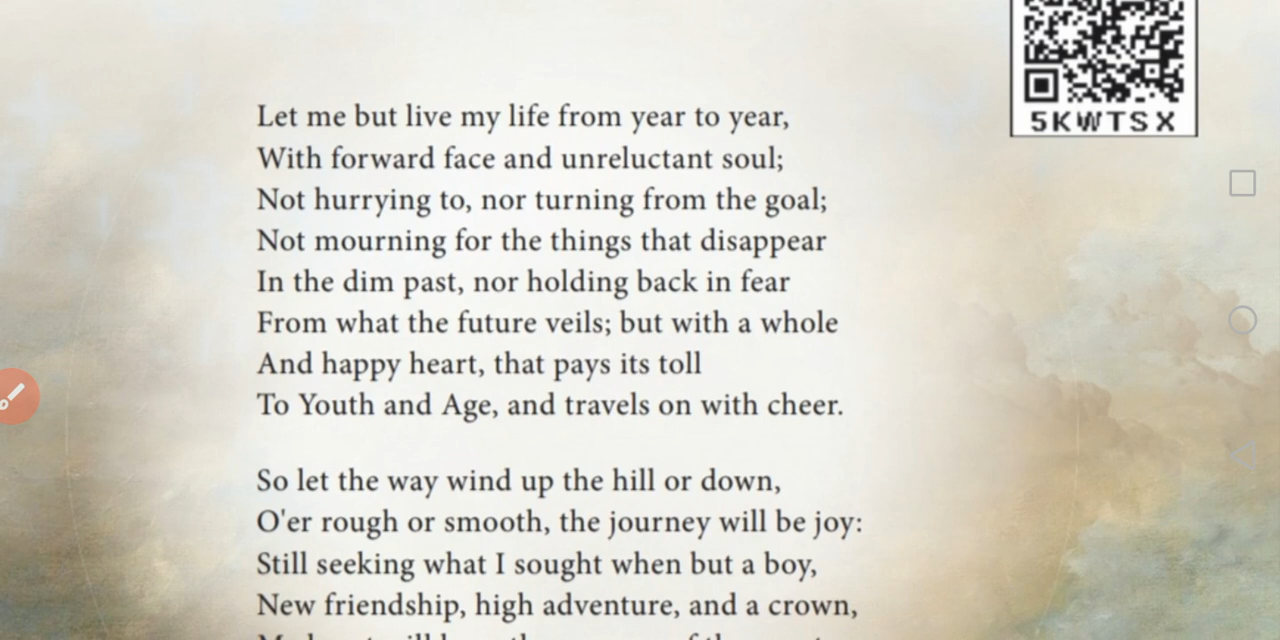 5KWTSX
Let me but live my life from year to year,
With forward face and unreluctant soul;
Not hurrying to, nor turning from the goal;
Not mourning for the things that disappear
In the dim past, nor holding back in fear
From what the future veils; but with a whole
And happy heart, that pays its toll
To Youth and Age, and travels on with cheer.
So let the way wind up the hill or down,
O'er rough or smooth, the journey will be joy:
Still seeking what I sought when but a boy,
New friendship, high adventure, and a crown,